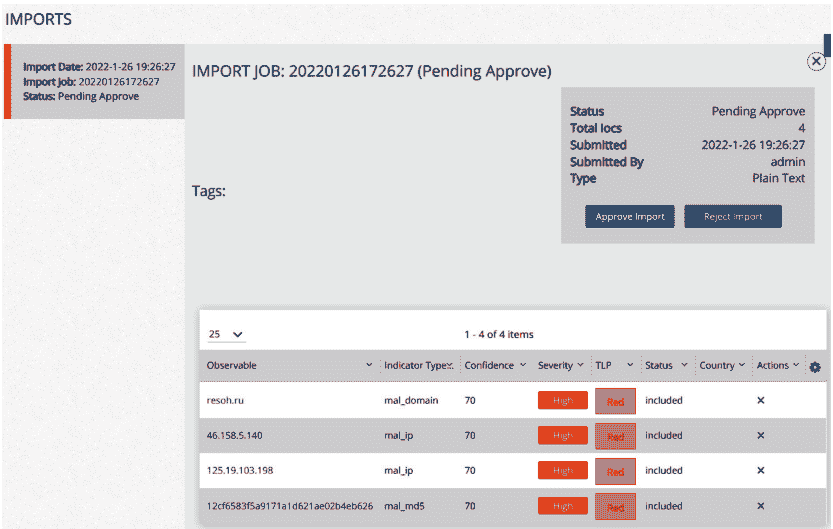 IMPORTS
Import Date: 2022-1-26 19:26:27
Import Job: 20220126172627
Status: Pending Approve
IMPORT JOB: 20220126172627 (Pending Approve)
Status Pending Approve
Total Iocs 4
Submitted 2022-1-26 19:26:27
Submitted By admin
Type Plain Text
Tags:
Approve Import Reject Import
25 1 - 4 of 4 items
Observable Indicator Type... Confidence Severity TLP Status Country Actions
resoh.ru mal_domain 70 High Red included
46.158.5.140 mal_ip 70 High Red included
125.19.103.198 mal_ip 70 High Red included
12cf6583f5a9171a1d621ae02b4eb626 mal_md5 70 High Red included